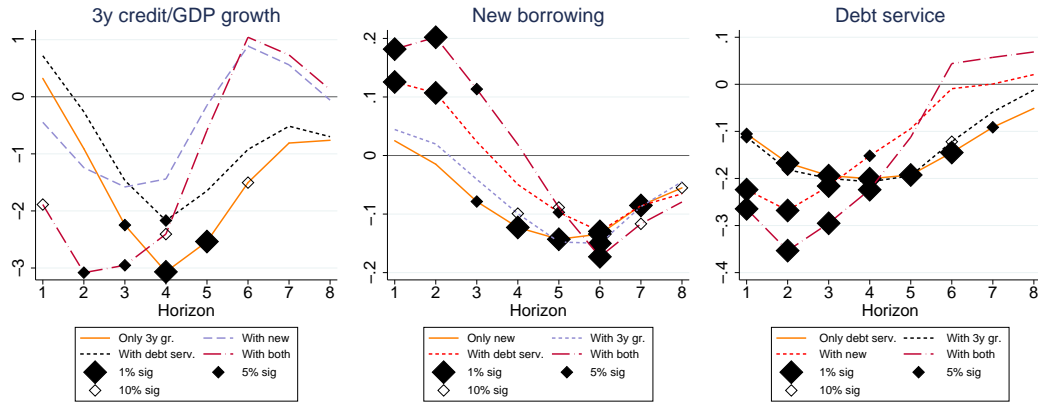 3y credit/GDP growth
1
0
-1
-2
-3
1 2 3 4 5 6 7 8
Horizon
Only 3y gr. With new
With debt serv. With both
1% sig 5% sig
10% sig
New borrowing
.2
.1
0
-.1
-.2
1 2 3 4 5 6 7 8
Horizon
Only new With 3y gr.
With debt serv. With both
1% sig 5% sig
10% sig
Debt service
.1
0
-.1
-.2
-.3
-.4
1 2 3 4 5 6 7 8
Horizon
Only debt serv. With 3y gr.
With new With both
1% sig 5% sig
10% sig